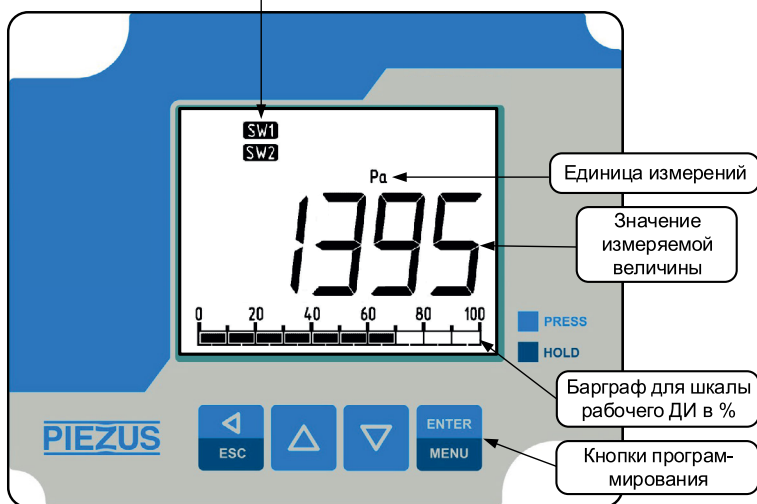 SW1
SW2
Pa
Единица измерений
1395
Значение
измеряемой
величины
0 20 40 60 80 100
PRESS
HOLD
Барграф для шкалы
рабочего ДИ в %
PIEZUS
ESC
ENTER
MENU
Кнопки програм-
мирования